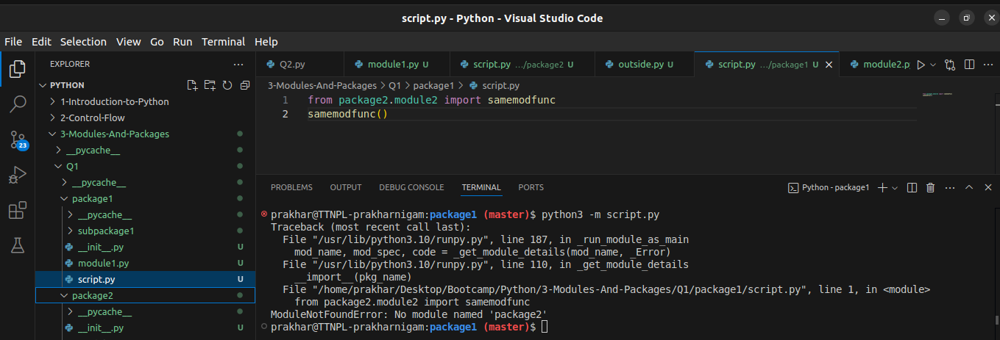 script.py - Python - Visual Studio Code
File Edit Selection View Go Run Terminal Help
EXPLORER
PYTHON
1-Introduction-to-Python
2-Control-Flow
3-Modules-And-Packages
__pycache__
Q1
__pycache__
package1
__pycache__
subpackage1
__init__.py U
module1.py U
script.py U
package2
__pycache__
__init__.py U
23
Q2.py module1.py U script.py .../package2 U outside.py U script.py .../package1 U module2.py
3-Modules-And-Packages > Q1 > package1 > script.py
1 from package2.module2 import samemodfunc
2 samemodfunc()
PROBLEMS OUTPUT DEBUG CONSOLE TERMINAL PORTS Python - package1
prakhar@TTNPL-prakharnigam:package1 (master)$ python3 -m script.py
Traceback (most recent call last):
File "/usr/lib/python3.10/runpy.py", line 187, in _run_module_as_main
mod_name, mod_spec, code = _get_module_details(mod_name, _Error)
File "/usr/lib/python3.10/runpy.py", line 110, in _get_module_details
__import__(pkg_name)
File "/home/prakhar/Desktop/Bootcamp/Python/3-Modules-And-Packages/Q1/package1/script.py", line 1, in <module>
from package2.module2 import samemodfunc
ModuleNotFoundError: No module named 'package2'
prakhar@TTNPL-prakharnigam:package1 (master)$